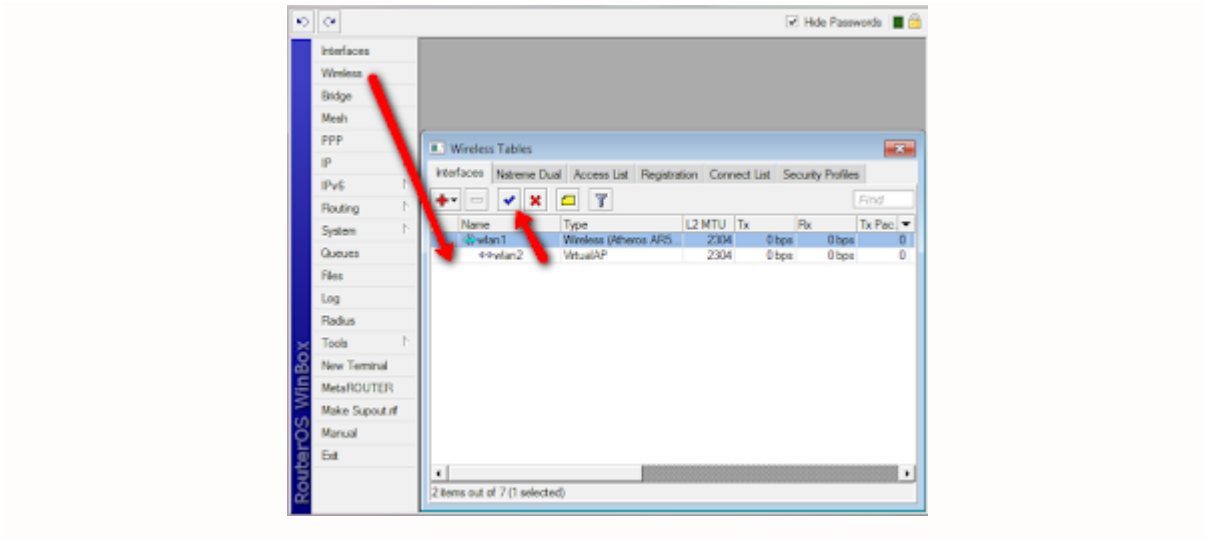 Hide Passwords
Interfaces
Wireless
Bridge
Mesh
PPP
IP
IPv6
Routing
System
Queues
Files
Log
Radius
Tools
New Terminal
MetaROUTER
Make Supout.rif
Manual
Exit
RouterOS WinBox
Wireless Tables
Interfaces Nstreme Dual Access List Registration Connect List Security Profiles
Find
Name Type L2 MTU Tx Rx Tx Pac.
wlan1 Wireless (Atheros AR5... 2304 0 bps 0 bps 0
wlan2 VirtualAP 2304 0 bps 0 bps 0
2 items out of 7 (1 selected)